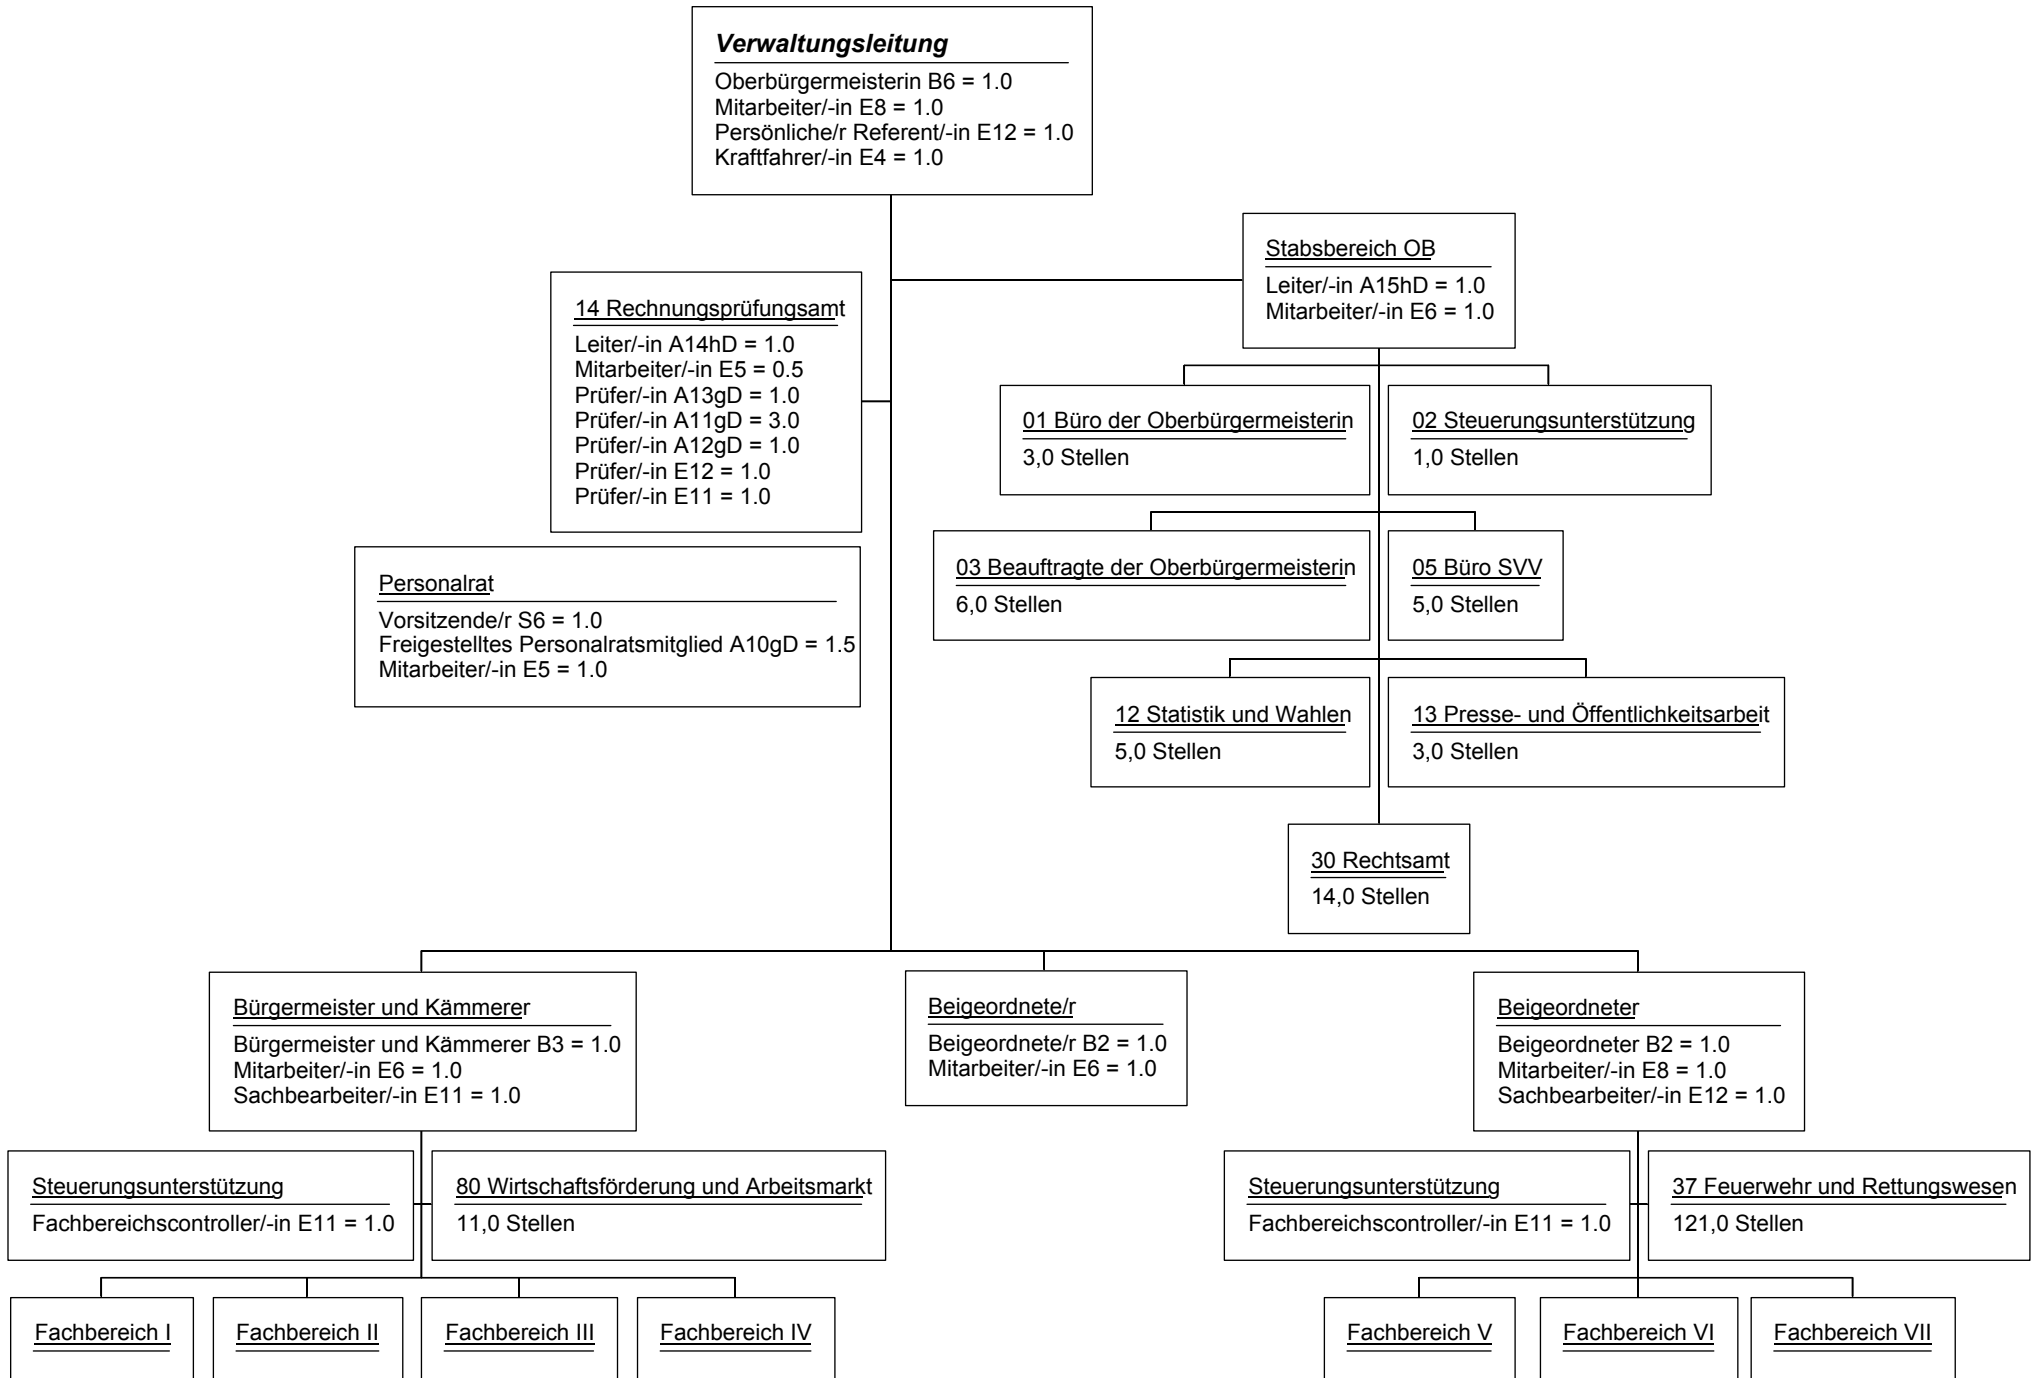 Verwaltungsleitung
Oberbürgermeisterin B6 = 1.0
Mitarbeiter/-in E8 = 1.0
Persönliche/r Referent/-in E12 = 1.0
Kraftfahrer/-in E4 = 1.0
Stabsbereich OB
Leiter/-in A15hD = 1.0
Mitarbeiter/-in E6 = 1.0
14 Rechnungsprüfungsamt
Leiter/-in A14hD = 1.0
Mitarbeiter/-in E5 = 0.5
Prüfer/-in A13gD = 1.0
Prüfer/-in A11gD = 3.0
Prüfer/-in A12gD = 1.0
Prüfer/-in E12 = 1.0
Prüfer/-in E11 = 1.0
01 Büro der Oberbürgermeisterin
3,0 Stellen
02 Steuerungsunterstützung
1,0 Stellen
Personalrat
Vorsitzende/r S6 = 1.0
Freigestelltes Personalratsmitglied A10gD = 1.5
Mitarbeiter/-in E5 = 1.0
03 Beauftragte der Oberbürgermeisterin
6,0 Stellen
05 Büro SVV
5,0 Stellen
12 Statistik und Wahlen
5,0 Stellen
13 Presse- und Öffentlichkeitsarbeit
3,0 Stellen
30 Rechtsamt
14,0 Stellen
Bürgermeister und Kämmerer
Bürgermeister und Kämmerer B3 = 1.0
Mitarbeiter/-in E6 = 1.0
Sachbearbeiter/-in E11 = 1.0
Beigeordnete/r
Beigeordnete/r B2 = 1.0
Mitarbeiter/-in E6 = 1.0
Beigeordneter
Beigeordneter B2 = 1.0
Mitarbeiter/-in E8 = 1.0
Sachbearbeiter/-in E12 = 1.0
Steuerungsunterstützung
Fachbereichscontroller/-in E11 = 1.0
80 Wirtschaftsförderung und Arbeitsmarkt
11,0 Stellen
Steuerungsunterstützung
Fachbereichscontroller/-in E11 = 1.0
37 Feuerwehr und Rettungswesen
121,0 Stellen
Fachbereich I
Fachbereich II
Fachbereich III
Fachbereich IV
Fachbereich V
Fachbereich VI
Fachbereich VII